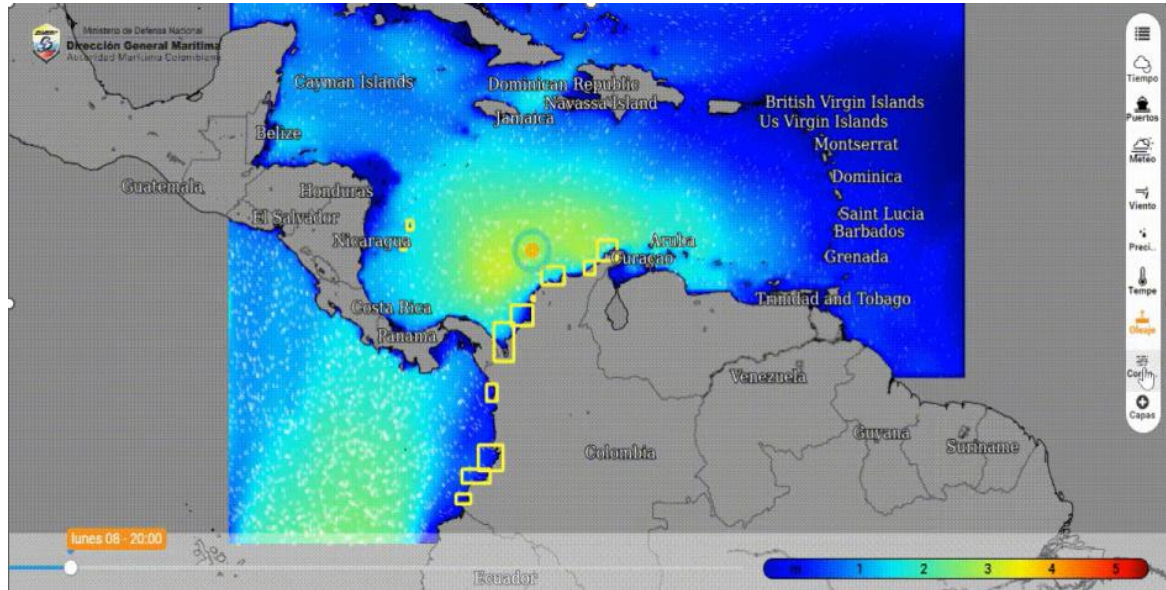 Ministerio de Defensa Nacional
Dirección General Marítima
Autoridad Marítima Colombiana
Cayman Islands
Dominican Republic
Navassa Island
Jamaica
British Virgin Islands
Us Virgin Islands
Montserrat
Belize
Guatemala
Honduras
Dominica
El Salvador
Saint Lucia
Nicaragua
Aruba
Barbados
Curaçao
Grenada
Costa Rica
Trinidad and Tobago
Panama
Venezuela
Guyana
Suriname
Colombia
Ecuador
Tiempo
Puertos
Meteo
Viento
Preci..
Tempe
Oleaje
Capas
lunes 08 - 20:00
m 1 2 3 4 5